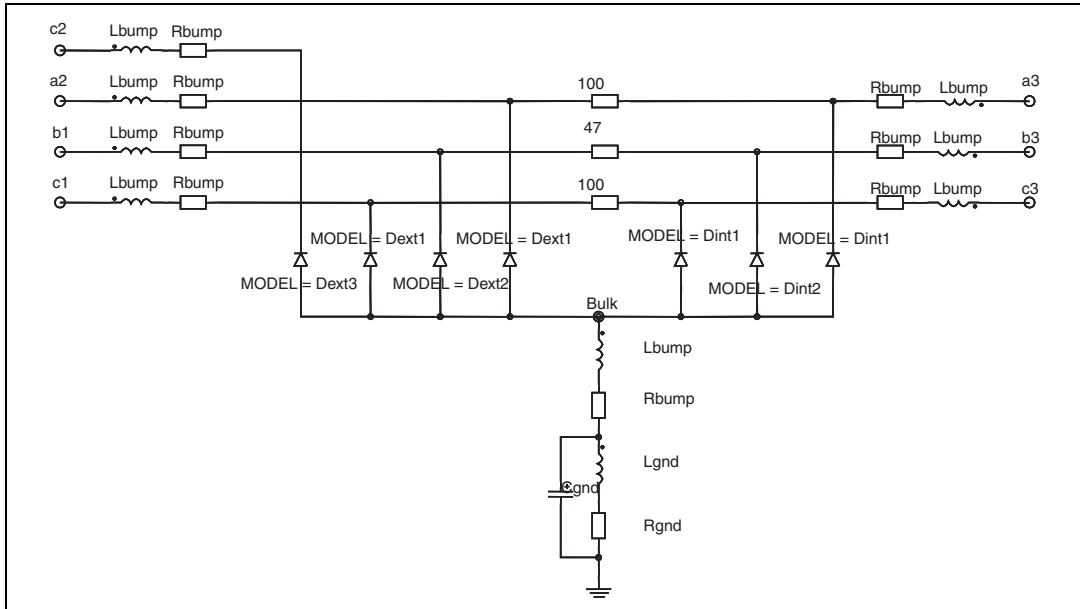 c2 Lbump Rbump
a2 Lbump Rbump 100 Rbump Lbump a3
b1 Lbump Rbump 47 Rbump Lbump b3
c1 Lbump Rbump 100 Rbump Lbump c3
MODEL = Dext1 MODEL = Dext1 MODEL = Dint1 MODEL = Dint1
MODEL = Dext3 MODEL = Dext2 MODEL = Dint2
Bulk
Lbump
Rbump
Lgnd
Cgnd
Rgnd